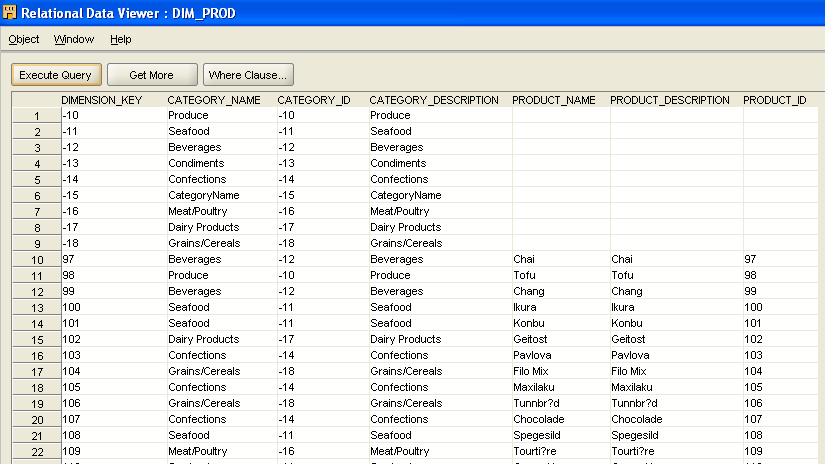 Relational Data Viewer : DIM_PROD
Object Window Help
Execute Query Get More Where Clause...
DIMENSION_KEY CATEGORY_NAME CATEGORY_ID CATEGORY_DESCRIPTION PRODUCT_NAME PRODUCT_DESCRIPTION PRODUCT_ID
1 -10 Produce -10 Produce
2 -11 Seafood -11 Seafood
3 -12 Beverages -12 Beverages
4 -13 Condiments -13 Condiments
5 -14 Confections -14 Confections
6 -15 CategoryName -15 CategoryName
7 -16 Meat/Poultry -16 Meat/Poultry
8 -17 Dairy Products -17 Dairy Products
9 -18 Grains/Cereals -18 Grains/Cereals
10 97 Beverages -12 Beverages Chai Chai 97
11 98 Produce -10 Produce Tofu Tofu 98
12 99 Beverages -12 Beverages Chang Chang 99
13 100 Seafood -11 Seafood Ikura Ikura 100
14 101 Seafood -11 Seafood Konbu Konbu 101
15 102 Dairy Products -17 Dairy Products Geitost Geitost 102
16 103 Confections -14 Confections Pavlova Pavlova 103
17 104 Grains/Cereals -18 Grains/Cereals Filo Mix Filo Mix 104
18 105 Confections -14 Confections Maxilaku Maxilaku 105
19 106 Grains/Cereals -18 Grains/Cereals Tunnbr?d Tunnbr?d 106
20 107 Confections -14 Confections Chocolade Chocolade 107
21 108 Seafood -11 Seafood Spegesild Spegesild 108
22 109 Meat/Poultry -16 Meat/Poultry Tourti?re Tourti?re 109